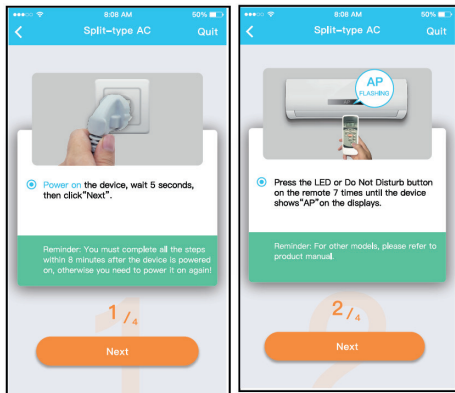 8:08 AM
50%
Split-type AC
Quit
Power on the device, wait 5 seconds,
then click"Next".
Reminder: You must complete all the steps
within 8 minutes after the device is powered
on, otherwise you need to power it on again!
1/4
Next
8:08 AM
50%
Split-type AC
Quit
AP
FLASHING
Press the LED or Do Not Disturb button
on the remote 7 times until the device
shows"AP"on the displays.
Reminder: For other models, please refer to
product manual.
2/4
Next